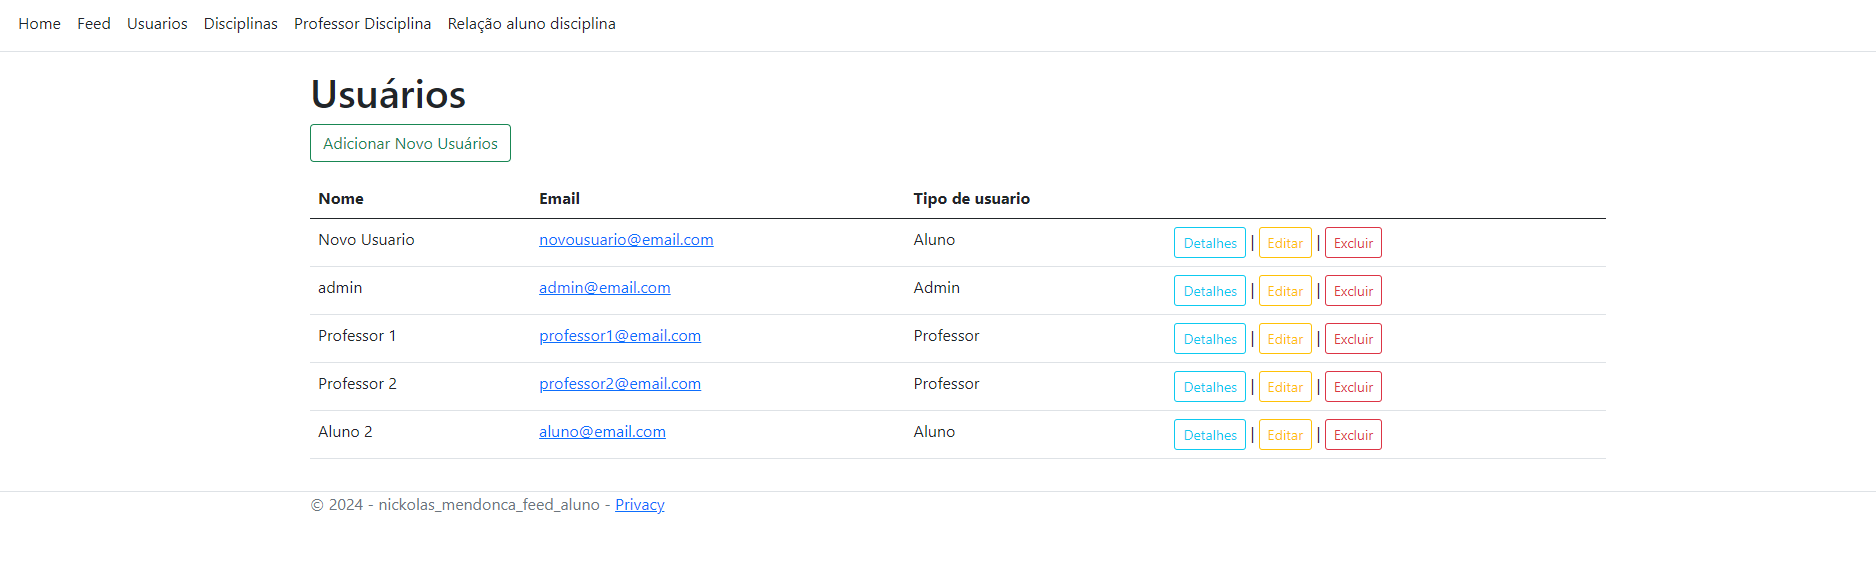 Home Feed Usuarios Disciplinas Professor Disciplina Relação aluno disciplina
Usuários
Adicionar Novo Usuários
Nome Email Tipo de usuario
Novo Usuario novousuario@email.com Aluno Detalhes | Editar | Excluir
admin admin@email.com Admin Detalhes | Editar | Excluir
Professor 1 professor1@email.com Professor Detalhes | Editar | Excluir
Professor 2 professor2@email.com Professor Detalhes | Editar | Excluir
Aluno 2 aluno@email.com Aluno Detalhes | Editar | Excluir
© 2024 - nickolas_mendonca_feed_aluno - Privacy